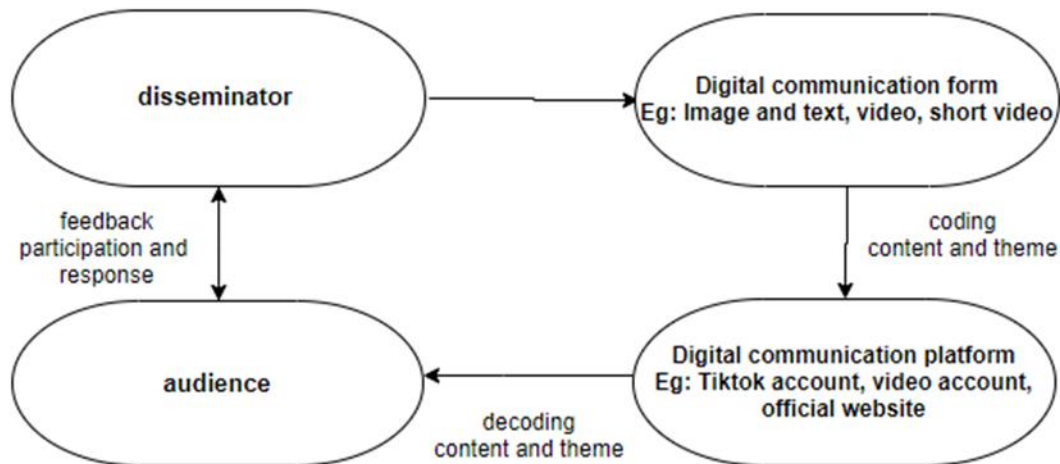 disseminator
Digital communication form
Eg: Image and text, video, short video
feedback
participation and
response
coding
content and theme
audience
Digital communication platform
Eg: Tiktok account, video account,
official website
decoding
content and theme